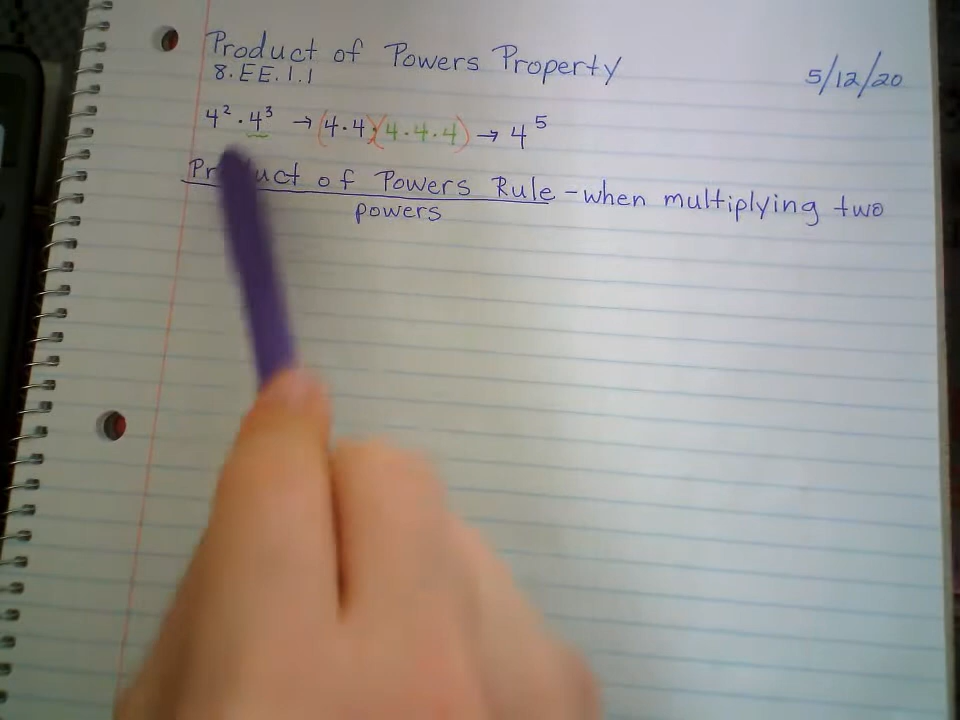 Product of Powers Property
8.EE.1.1
5/12/20
4² · 4³ → (4·4)·(4·4·4) → 4⁵
Product of Powers Rule - when multiplying two
powers